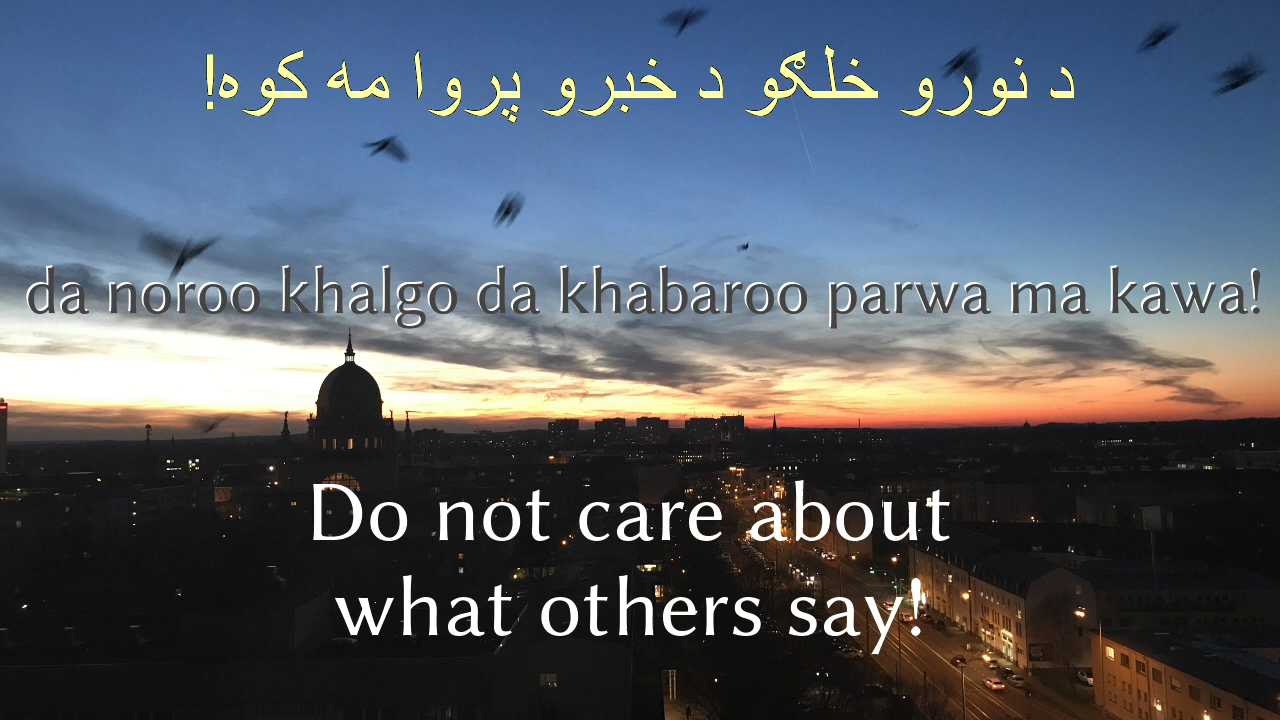 د نورو خلګو د خبرو پروا مه کوه!
da noroo khalgo da khabaroo parwa ma kawa!
Do not care about
what others say!